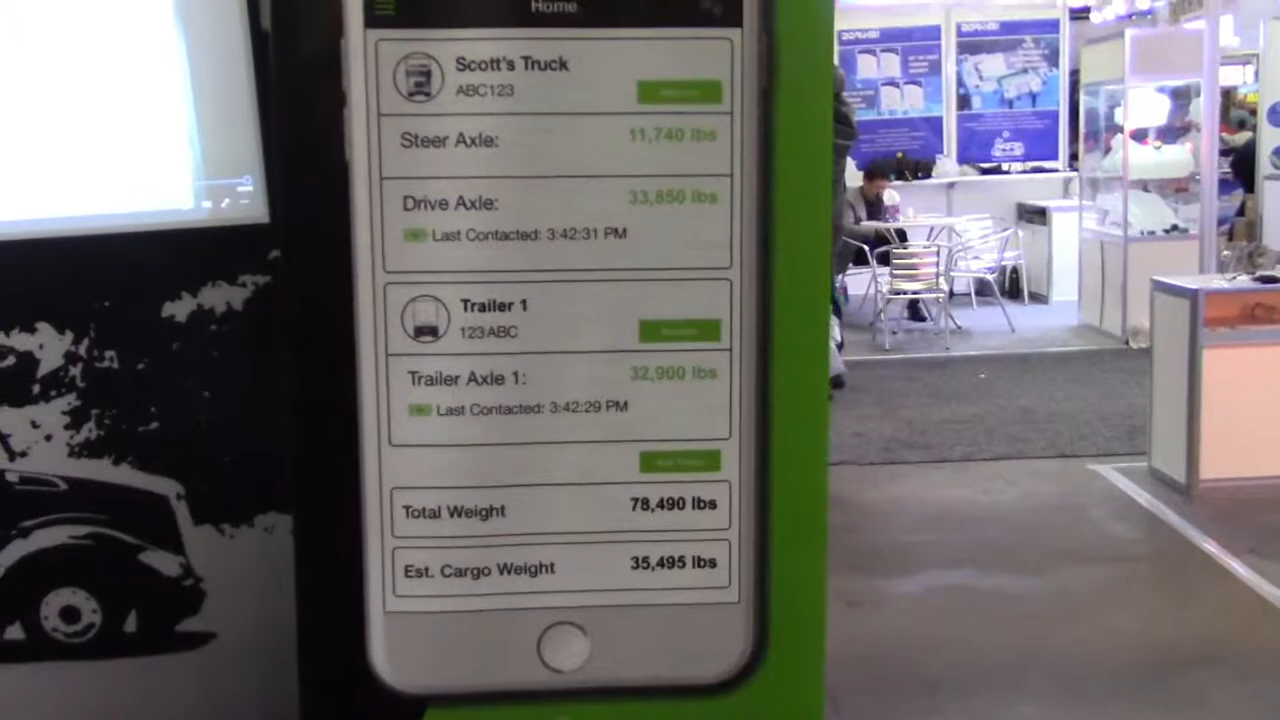 Home
Scott's Truck
ABC123
Steer Axle:
11,740 lbs
Drive Axle:
33,850 lbs
Last Contacted: 3:42:31 PM
Trailer 1
123ABC
Trailer Axle 1:
32,900 lbs
Last Contacted: 3:42:29 PM
Total Weight
78,490 lbs
Est. Cargo Weight
35,495 lbs